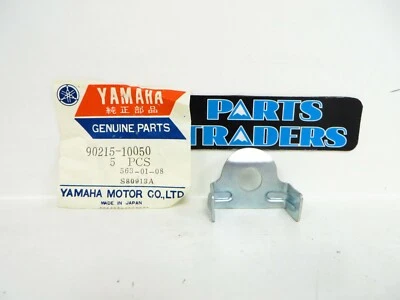 YAMAHA
純正部品
GENUINE PARTS
90215-10050
5 PCS
565-01-08
S80913A
YAMAHA MOTOR CO.,LTD
MADE IN JAPAN
PARTS
TRADERS